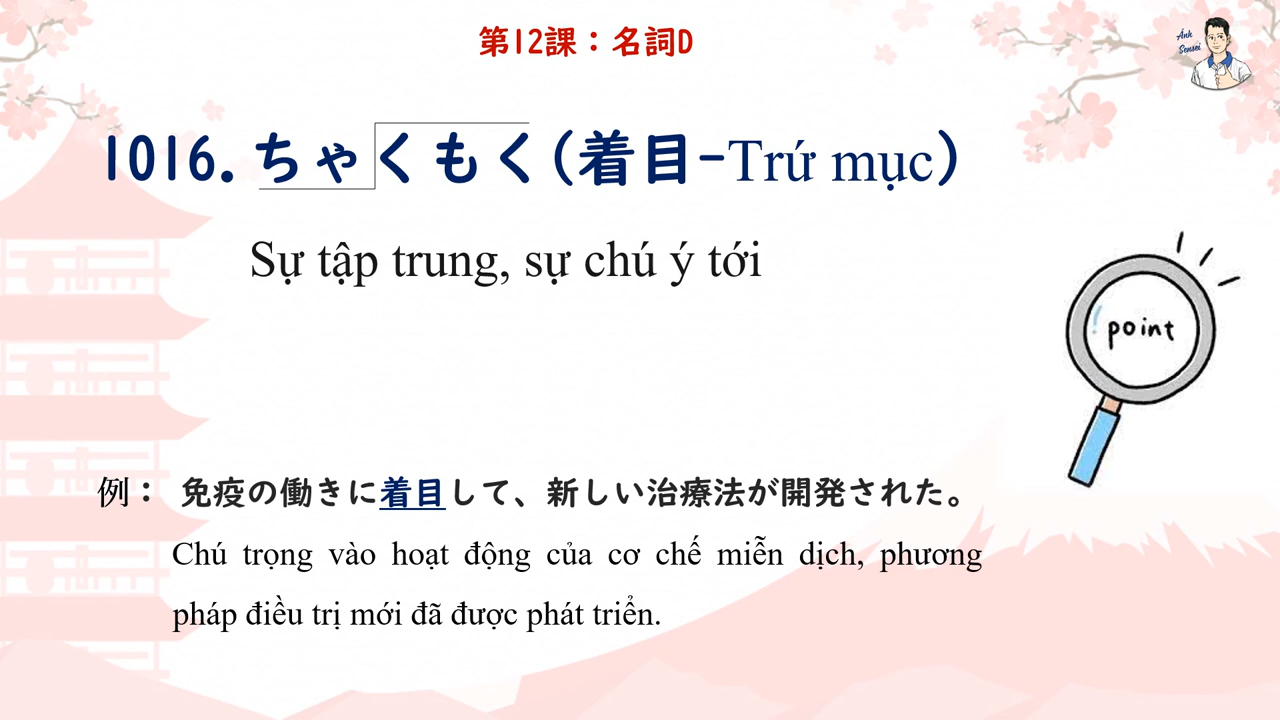 第12課：名詞D
Anh
Sensei
1016. ちゃくもく(着目-Trứ mục)
Sự tập trung, sự chú ý tới
point
例： 免疫の働きに着目して、新しい治療法が開発された。
Chú trọng vào hoạt động của cơ chế miễn dịch, phương
pháp điều trị mới đã được phát triển.